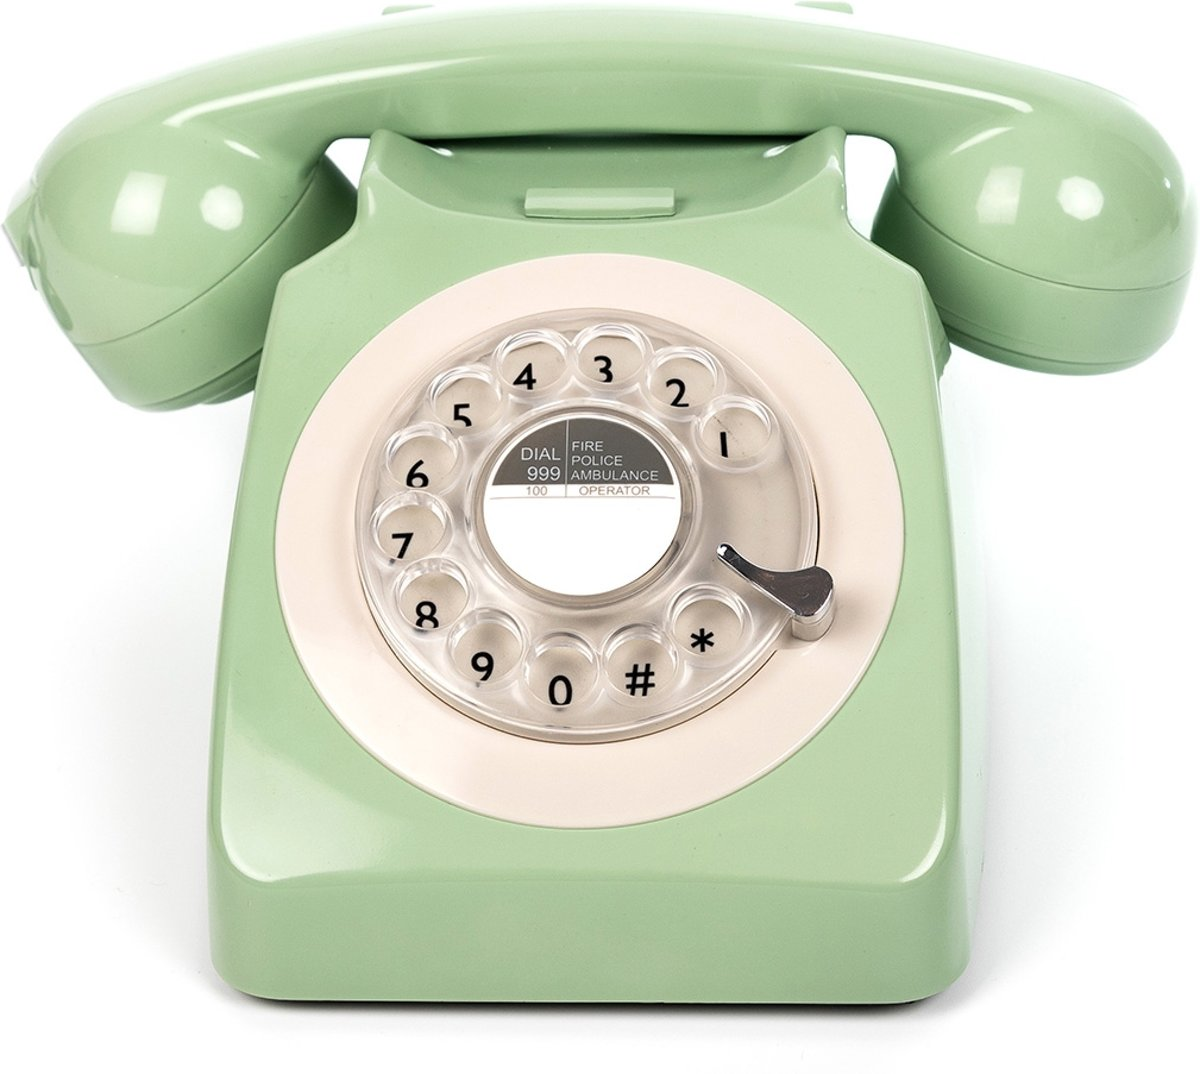 4 3 2
5 1
6
7
8
9 0 # *
DIAL 999
FIRE
POLICE
AMBULANCE
100 OPERATOR